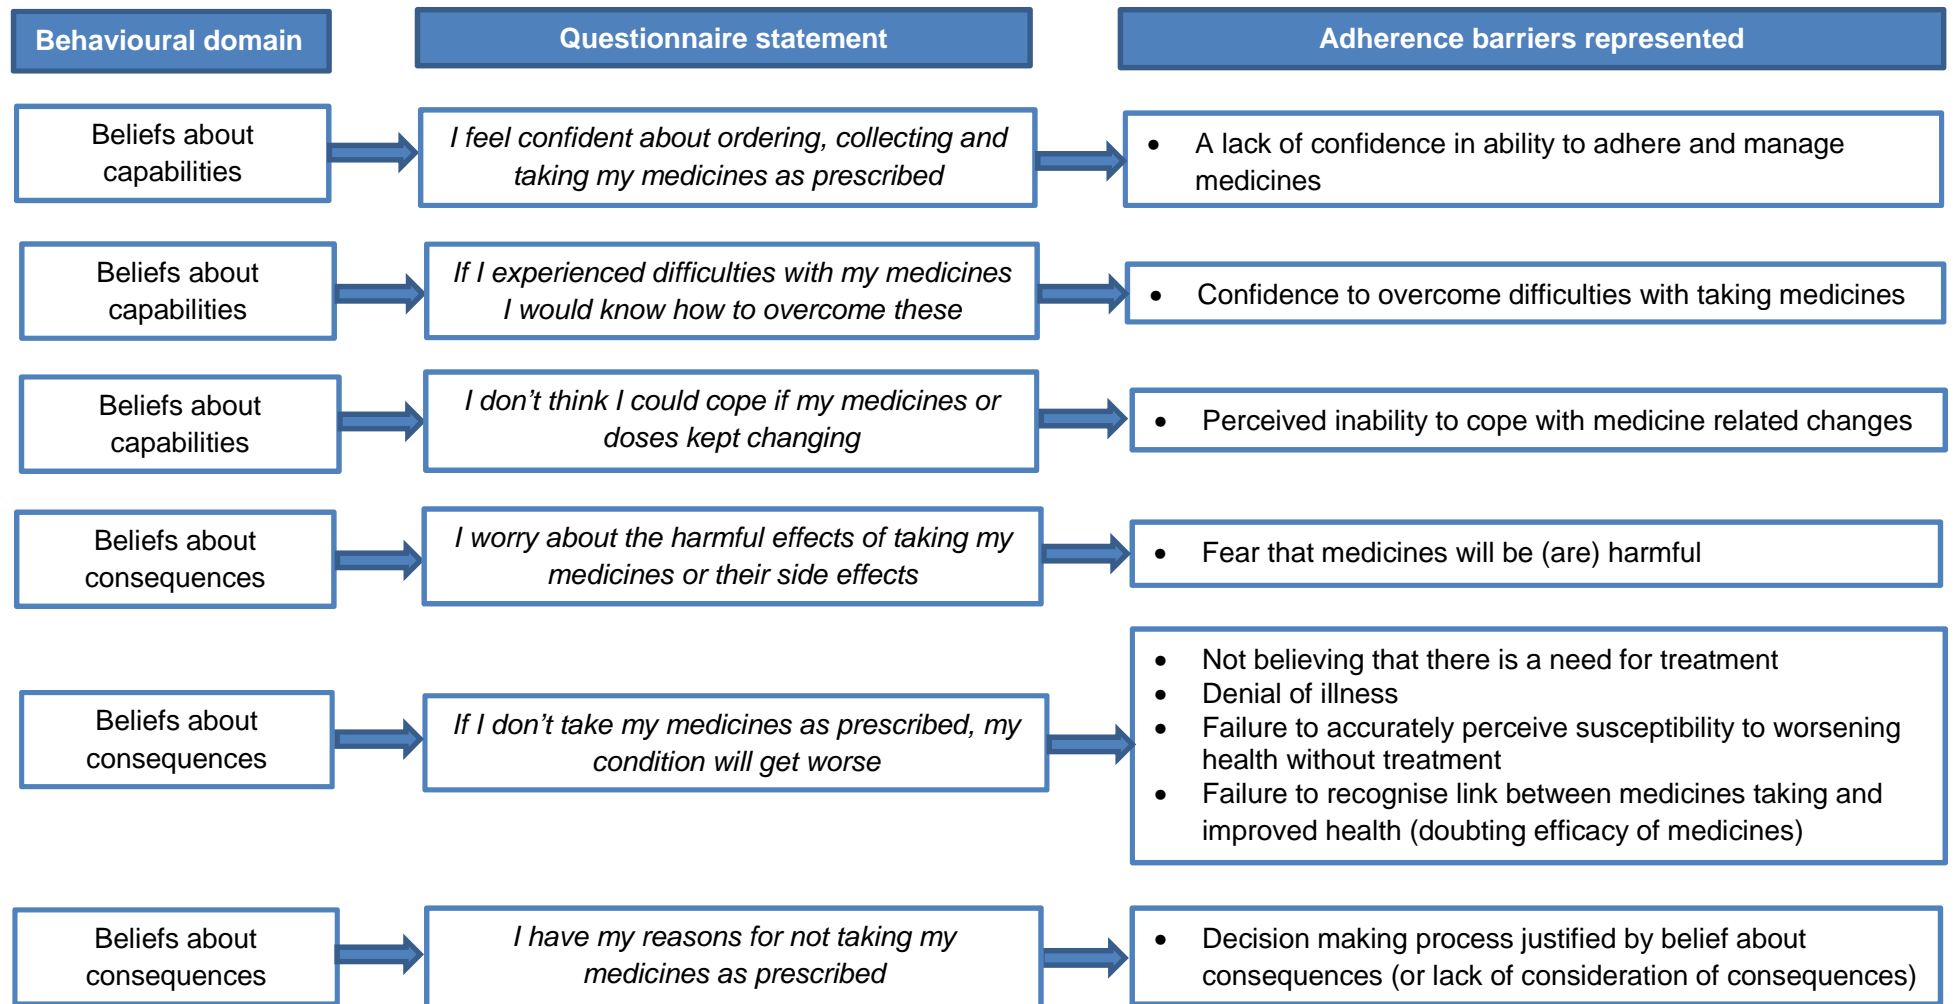 Behavioural domain
Questionnaire statement
Adherence barriers represented
Beliefs about
capabilities
I feel confident about ordering, collecting and
taking my medicines as prescribed
• A lack of confidence in ability to adhere and manage
medicines
Beliefs about
capabilities
If I experienced difficulties with my medicines
I would know how to overcome these
• Confidence to overcome difficulties with taking medicines
Beliefs about
capabilities
I don’t think I could cope if my medicines or
doses kept changing
• Perceived inability to cope with medicine related changes
Beliefs about
consequences
I worry about the harmful effects of taking my
medicines or their side effects
• Fear that medicines will be (are) harmful
Beliefs about
consequences
If I don’t take my medicines as prescribed, my
condition will get worse
• Not believing that there is a need for treatment
• Denial of illness
• Failure to accurately perceive susceptibility to worsening
health without treatment
• Failure to recognise link between medicines taking and
improved health (doubting efficacy of medicines)
Beliefs about
consequences
I have my reasons for not taking my
medicines as prescribed
• Decision making process justified by belief about
consequences (or lack of consideration of consequences)